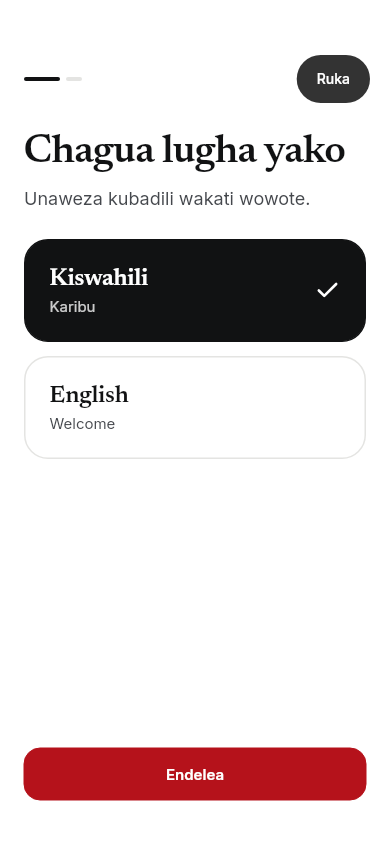 Ruka
Chagua lugha yako
Unaweza kubadili wakati wowote.
Kiswahili
Karibu
English
Welcome
Endelea